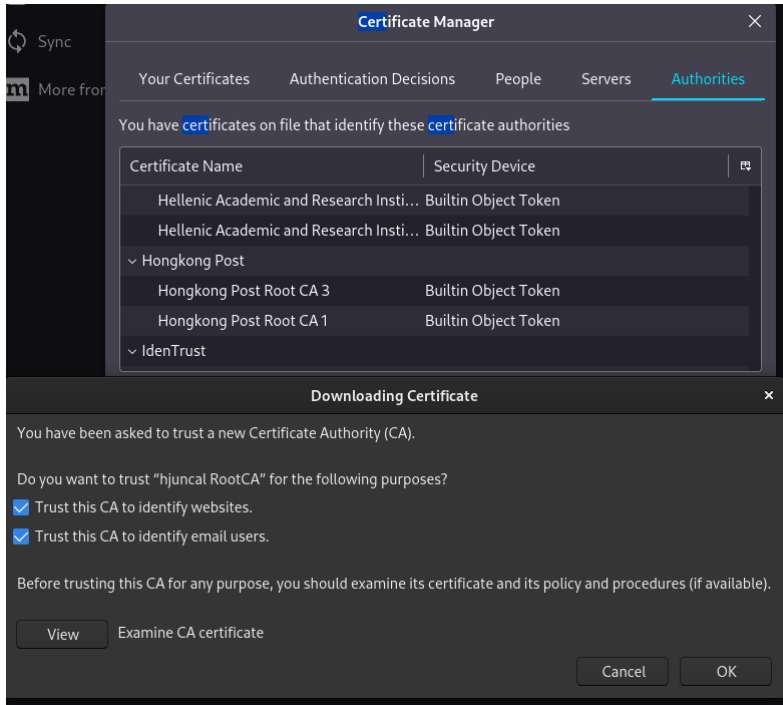 Certificate Manager
Sync
More fror
Your Certificates Authentication Decisions People Servers Authorities
You have certificates on file that identify these certificate authorities
Certificate Name Security Device
Hellenic Academic and Research Insti... Builtin Object Token
Hellenic Academic and Research Insti... Builtin Object Token
Hongkong Post
Hongkong Post Root CA 3 Builtin Object Token
Hongkong Post Root CA 1 Builtin Object Token
IdenTrust
Downloading Certificate
You have been asked to trust a new Certificate Authority (CA).
Do you want to trust “hjuncal RootCA” for the following purposes?
Trust this CA to identify websites.
Trust this CA to identify email users.
Before trusting this CA for any purpose, you should examine its certificate and its policy and procedures (if available).
View Examine CA certificate
Cancel OK